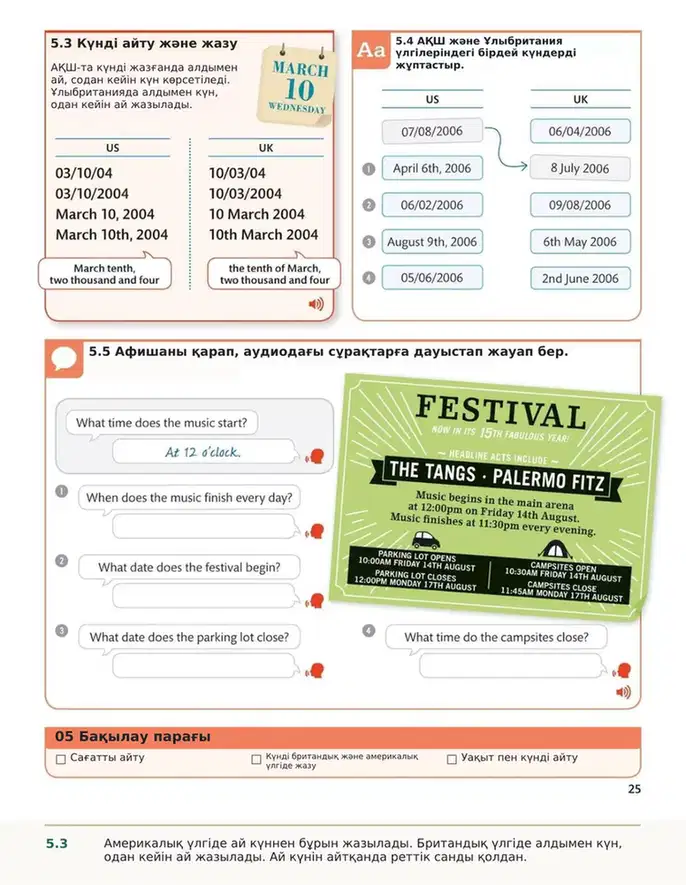 5.3 Күнді айту және жазу
АҚШ-та күнді жазғанда алдымен
ай, содан кейін күн көрсетіледі.
Ұлыбританияда алдымен күн,
одан кейін ай жазылады.
MARCH
10
WEDNESDAY
US
UK
03/10/04
10/03/04
03/10/2004
10/03/2004
March 10, 2004
10 March 2004
March 10th, 2004
10th March 2004
March tenth,
two thousand and four
the tenth of March,
two thousand and four
Aa
5.4 АҚШ және Ұлыбритания
үлгілеріндегі бірдей күндерді
жұптастыр.
US
UK
07/08/2006
06/04/2006
1
April 6th, 2006
8 July 2006
2
06/02/2006
09/08/2006
3
August 9th, 2006
6th May 2006
4
05/06/2006
2nd June 2006
5.5 Афишаны қарап, аудиодағы сұрақтарға дауыстап жауап бер.
What time does the music start?
At 12 o'clock.
1
When does the music finish every day?
2
What date does the festival begin?
3
What date does the parking lot close?
4
What time do the campsites close?
FESTIVAL
NOW IN ITS 15TH FABULOUS YEAR!
HEADLINE ACTS INCLUDE
THE TANGS · PALERMO FITZ
Music begins in the main arena
at 12:00pm on Friday 14th August.
Music finishes at 11:30pm every evening.
PARKING LOT OPENS
10:00AM FRIDAY 14TH AUGUST
PARKING LOT CLOSES
12:00PM MONDAY 17TH AUGUST
CAMPSITES OPEN
10:30AM FRIDAY 14TH AUGUST
CAMPSITES CLOSE
11:45AM MONDAY 17TH AUGUST
05 Бақылау парағы
Сағатты айту
Күнді британдық және америкалық
үлгіде жазу
Уақыт пен күнді айту
25
5.3
Америкалық үлгіде ай күннен бұрын жазылады. Британдық үлгіде алдымен күн,
одан кейін ай жазылады. Ай күнін айтқанда реттік санды қолдан.